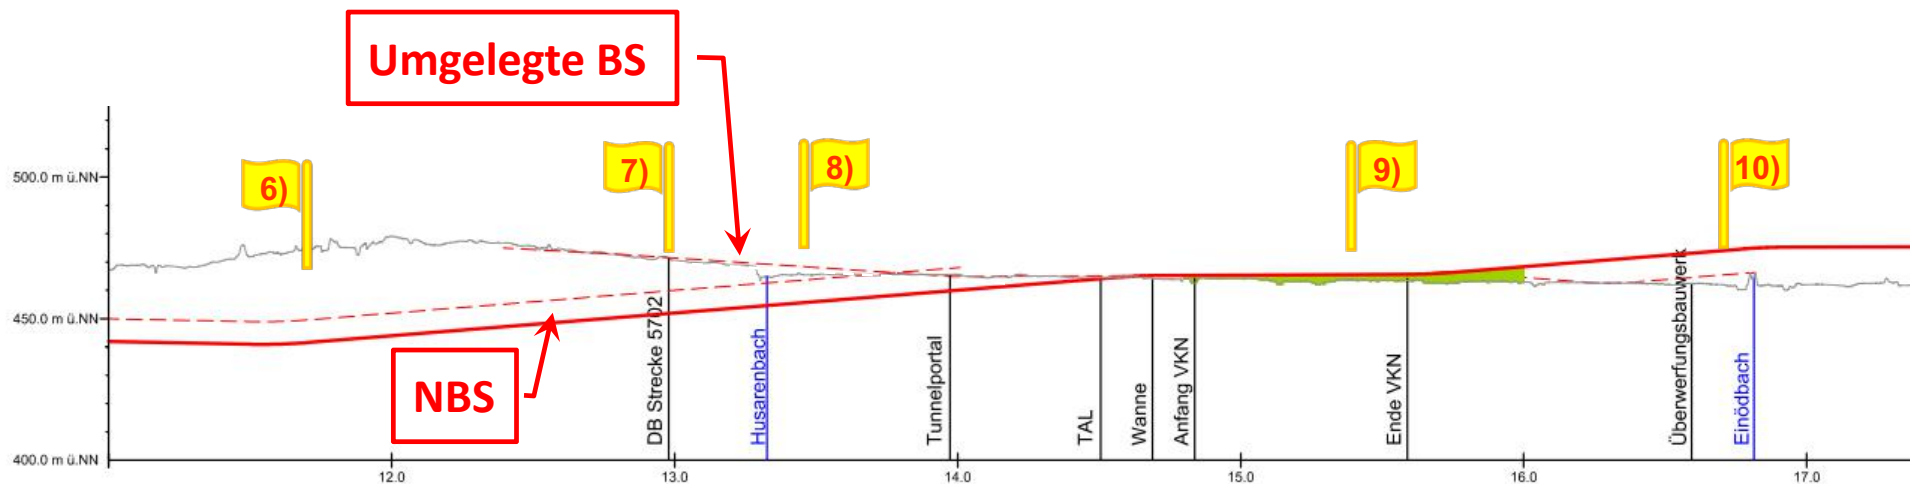 Umgelegte BS
500.0 m ü.NN
6)
7)
8)
9)
10)
450.0 m ü.NN
NBS
400.0 m ü.NN
DB Strecke 5702
Husarenbach
Tunnelportal
TAL
Wanne
Anfang VKN
Ende VKN
Überwerfungsbauwerk
Einödbach
12.0
13.0
14.0
15.0
16.0
17.0